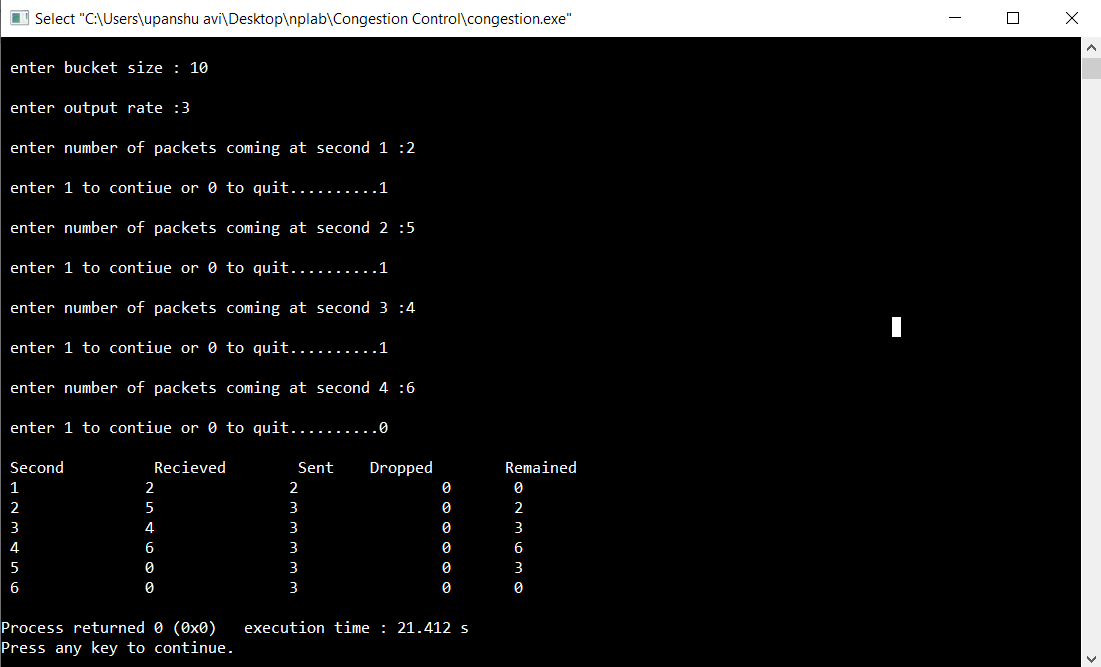 Select "C:\Users\upanshu avi\Desktop\nplab\Congestion Control\congestion.exe"
enter bucket size : 10
enter output rate :3
enter number of packets coming at second 1 :2
enter 1 to contiue or 0 to quit..........1
enter number of packets coming at second 2 :5
enter 1 to contiue or 0 to quit..........1
enter number of packets coming at second 3 :4
enter 1 to contiue or 0 to quit..........1
enter number of packets coming at second 4 :6
enter 1 to contiue or 0 to quit..........0
Second Recieved Sent Dropped Remained
1 2 2 0 0
2 5 3 0 2
3 4 3 0 3
4 6 3 0 6
5 0 3 0 3
6 0 3 0 0
Process returned 0 (0x0) execution time : 21.412 s
Press any key to continue.